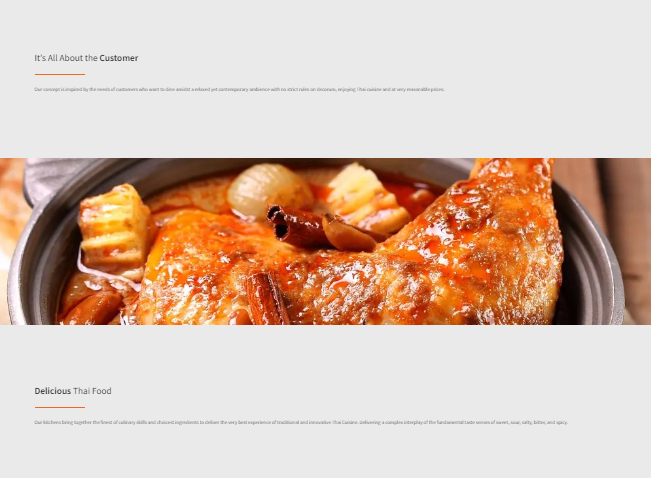 It's All About the Customer
Our concept is inspired by the needs of customers who want to dine amidst a relaxed yet contemporary ambience with no strict rules on decorum, enjoying Thai cuisine and at very reasonable prices.
Delicious Thai Food
Our kitchens bring together the finest of culinary skills and choicest ingredients to deliver the very best experience of traditional and innovative Thai Cuisine. Delivering a complex interplay of the fundamental taste senses of sweet, sour, salty, bitter, and spicy.